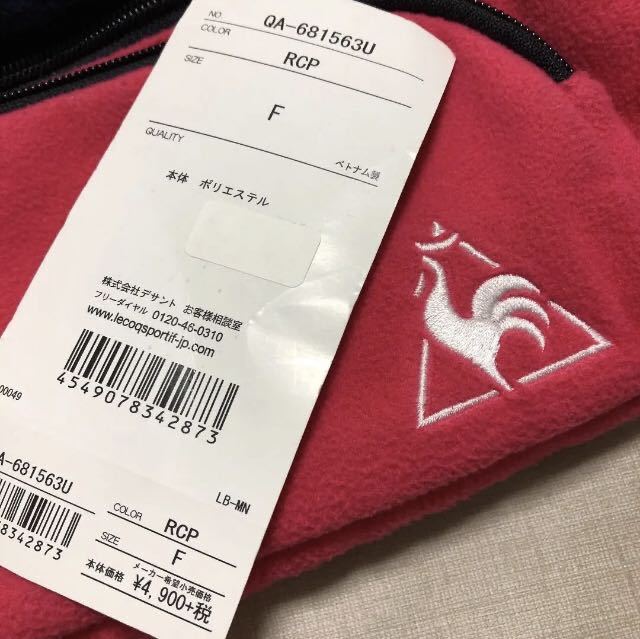 NO. QA-681563U
COLOR RCP
SIZE F
QUALITY
ベトナム製
本体 ポリエステル
株式会社デサント お客様相談室
フリーダイヤル 0120-46-0310
www.lecoqsportif-jp.com
4549078342873
00049
LB-MN
A-681563U
8342873
COLOR RCP
SIZE F
メーカー希望小売価格
本体価格 ¥4,900+税